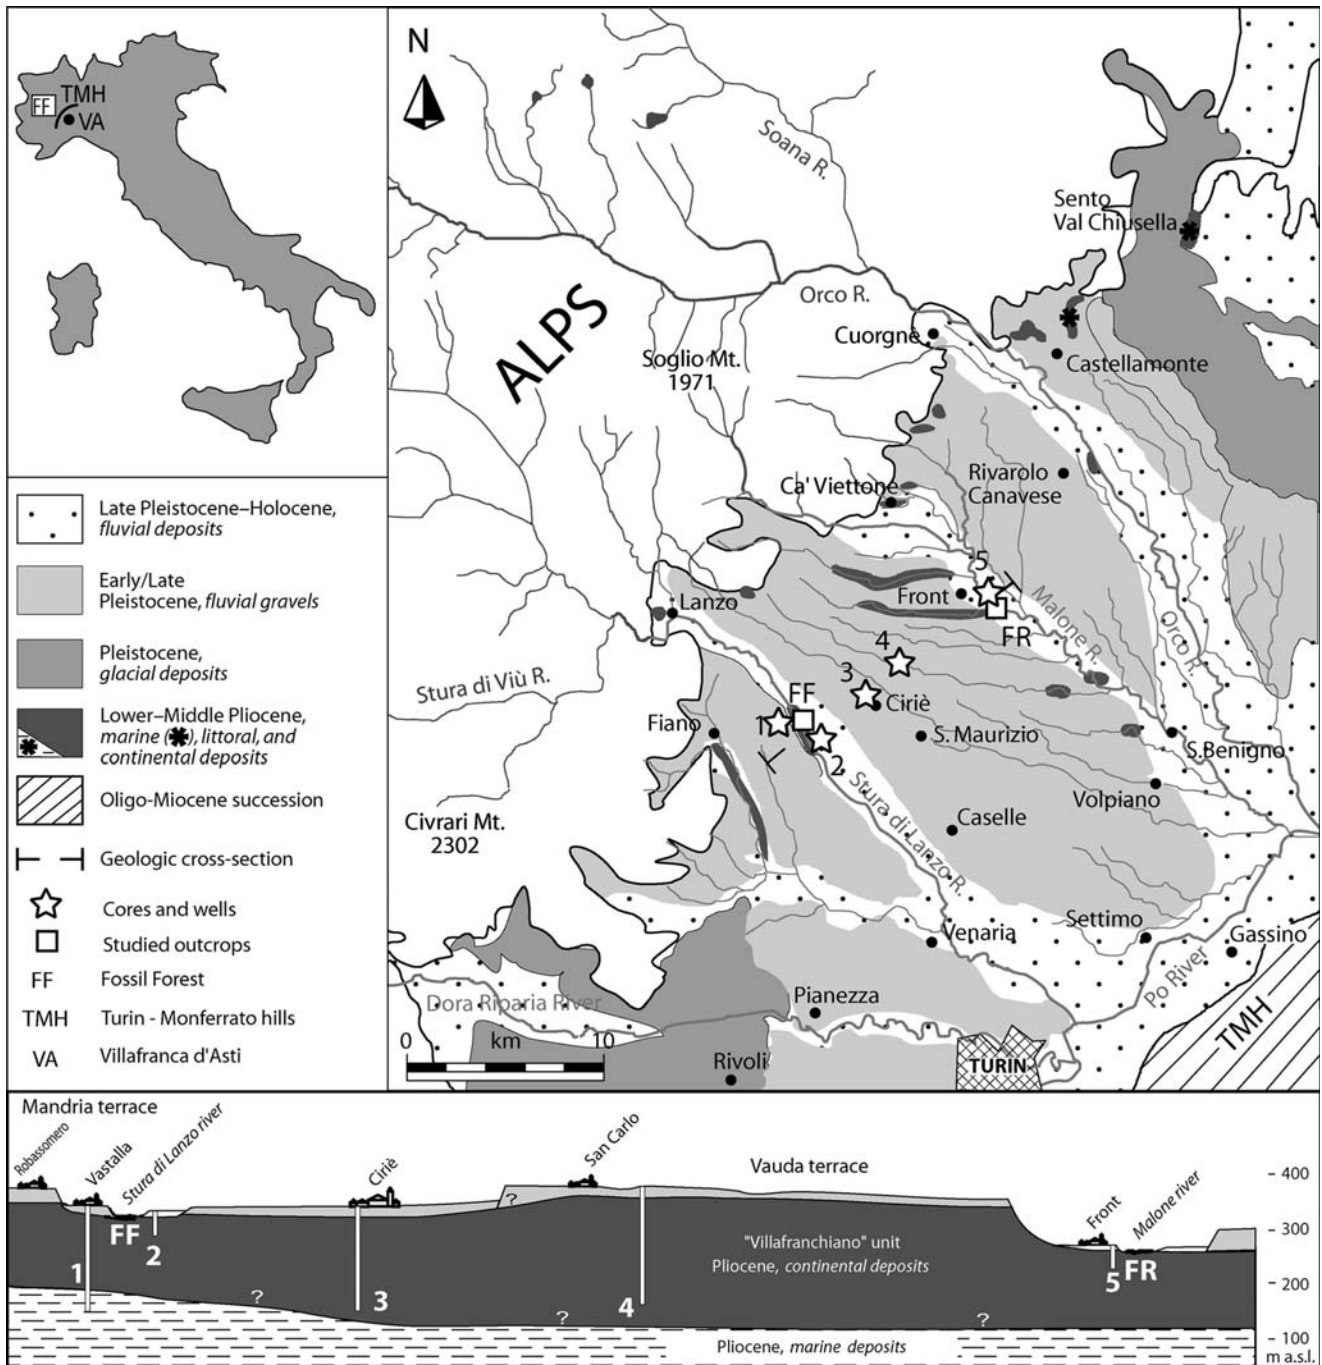 FF
TMH
VA
Late Pleistocene–Holocene,
fluvial deposits
Early/Late
Pleistocene, fluvial gravels
Pleistocene,
glacial deposits
Lower–Middle Pliocene,
marine (✱), littoral, and
continental deposits
Oligo-Miocene succession
Geologic cross-section
Cores and wells
Studied outcrops
FF Fossil Forest
TMH Turin - Monferrato hills
VA Villafranca d'Asti
N
Soana R.
Sento
Val Chiusella
ALPS
Orco R.
Cuorgnè
Castellamonte
Soglio Mt.
1971
Rivarolo
Canavese
Ca' Viettone
5
Front
Malone R.
Orco R.
FR
Lanzo
4
3
Stura di Viù R.
FF
Ciriè
1
Fiano
S. Maurizio
S.Benigno
2
Stura di Lanzo R.
Volpiano
Caselle
Civrari Mt.
2302
Settimo
Venaria
Gassino
Po River
Pianezza
Dora Riparia River
TMH
0 km 10
Rivoli
TURIN
Mandria terrace
Robassomero
Vastalla
Stura di Lanzo river
Ciriè
San Carlo
Vauda terrace
Front
Malone river
- 400
?
FF
2
- 300
"Villafranchiano" unit
Pliocene, continental deposits
1
5
FR
- 200
?
3
4
?
?
- 100
Pliocene, marine deposits
m a.s.l.